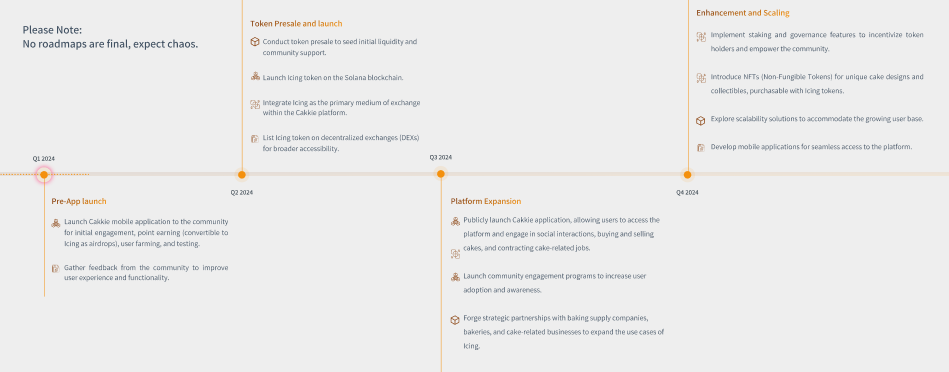 Please Note:
No roadmaps are final, expect chaos.
Q1 2024
Pre-App launch
Launch Cakkie mobile application to the community
for initial engagement, point earning (convertible to
Icing as airdrops), user farming, and testing.
Gather feedback from the community to improve
user experience and functionality.
Token Presale and launch
Conduct token presale to seed initial liquidity and
community support.
Launch Icing token on the Solana blockchain.
Integrate Icing as the primary medium of exchange
within the Cakkie platform.
List Icing token on decentralized exchanges (DEXs)
for broader accessibility.
Q2 2024
Q3 2024
Platform Expansion
Publicly launch Cakkie application, allowing users to access the
platform and engage in social interactions, buying and selling
cakes, and contracting cake-related jobs.
Launch community engagement programs to increase user
adoption and awareness.
Forge strategic partnerships with baking supply companies,
bakeries, and cake-related businesses to expand the use cases of
Icing.
Enhancement and Scaling
Implement staking and governance features to incentivize token
holders and empower the community.
Introduce NFTs (Non-Fungible Tokens) for unique cake designs and
collectibles, purchasable with Icing tokens.
Explore scalability solutions to accommodate the growing user base.
Develop mobile applications for seamless access to the platform.
Q4 2024